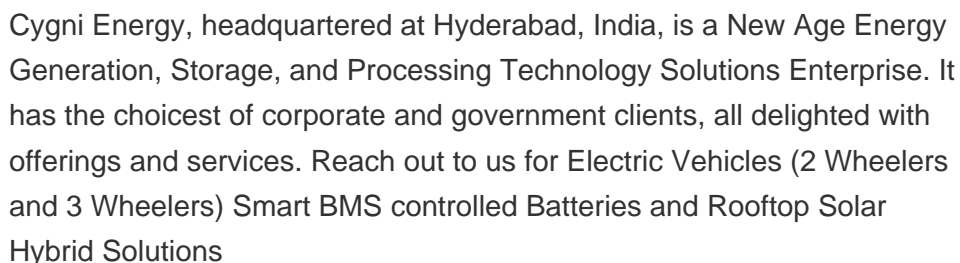 Cygni Energy, headquartered at Hyderabad, India, is a New Age Energy
Generation, Storage, and Processing Technology Solutions Enterprise. It
has the choicest of corporate and government clients, all delighted with
offerings and services. Reach out to us for Electric Vehicles (2 Wheelers
and 3 Wheelers) Smart BMS controlled Batteries and Rooftop Solar
Hybrid Solutions